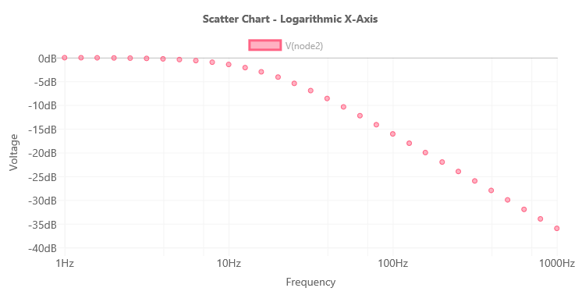 Scatter Chart - Logarithmic X-Axis
V(node2)
0dB
-5dB
-10dB
-15dB
-20dB
-25dB
-30dB
-35dB
-40dB
Voltage
1Hz 10Hz 100Hz 1000Hz
Frequency